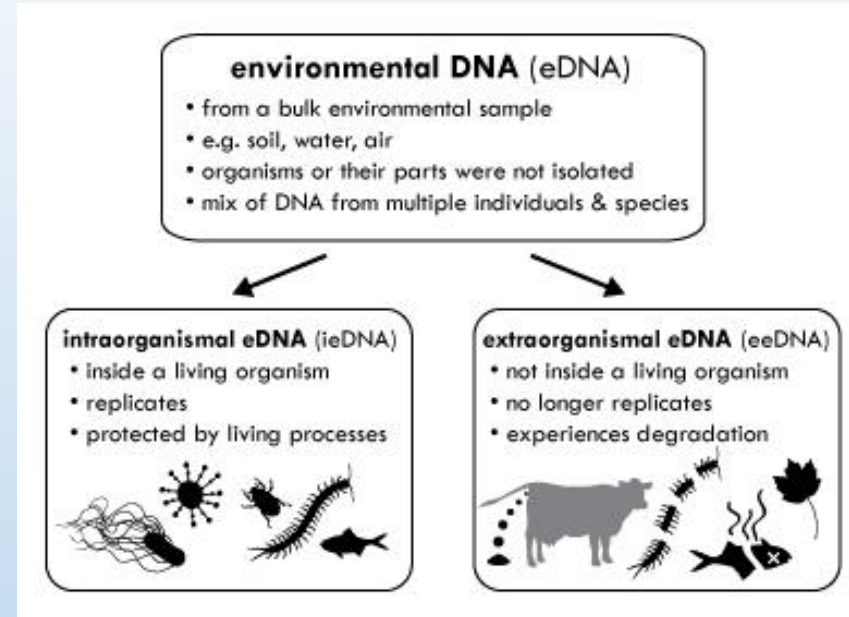 environmental DNA (eDNA)
• from a bulk environmental sample
• e.g. soil, water, air
• organisms or their parts were not isolated
• mix of DNA from multiple individuals & species
intraorganismal eDNA (ieDNA)
• inside a living organism
• replicates
• protected by living processes
extraorganismal eDNA (eeDNA)
• not inside a living organism
• no longer replicates
• experiences degradation